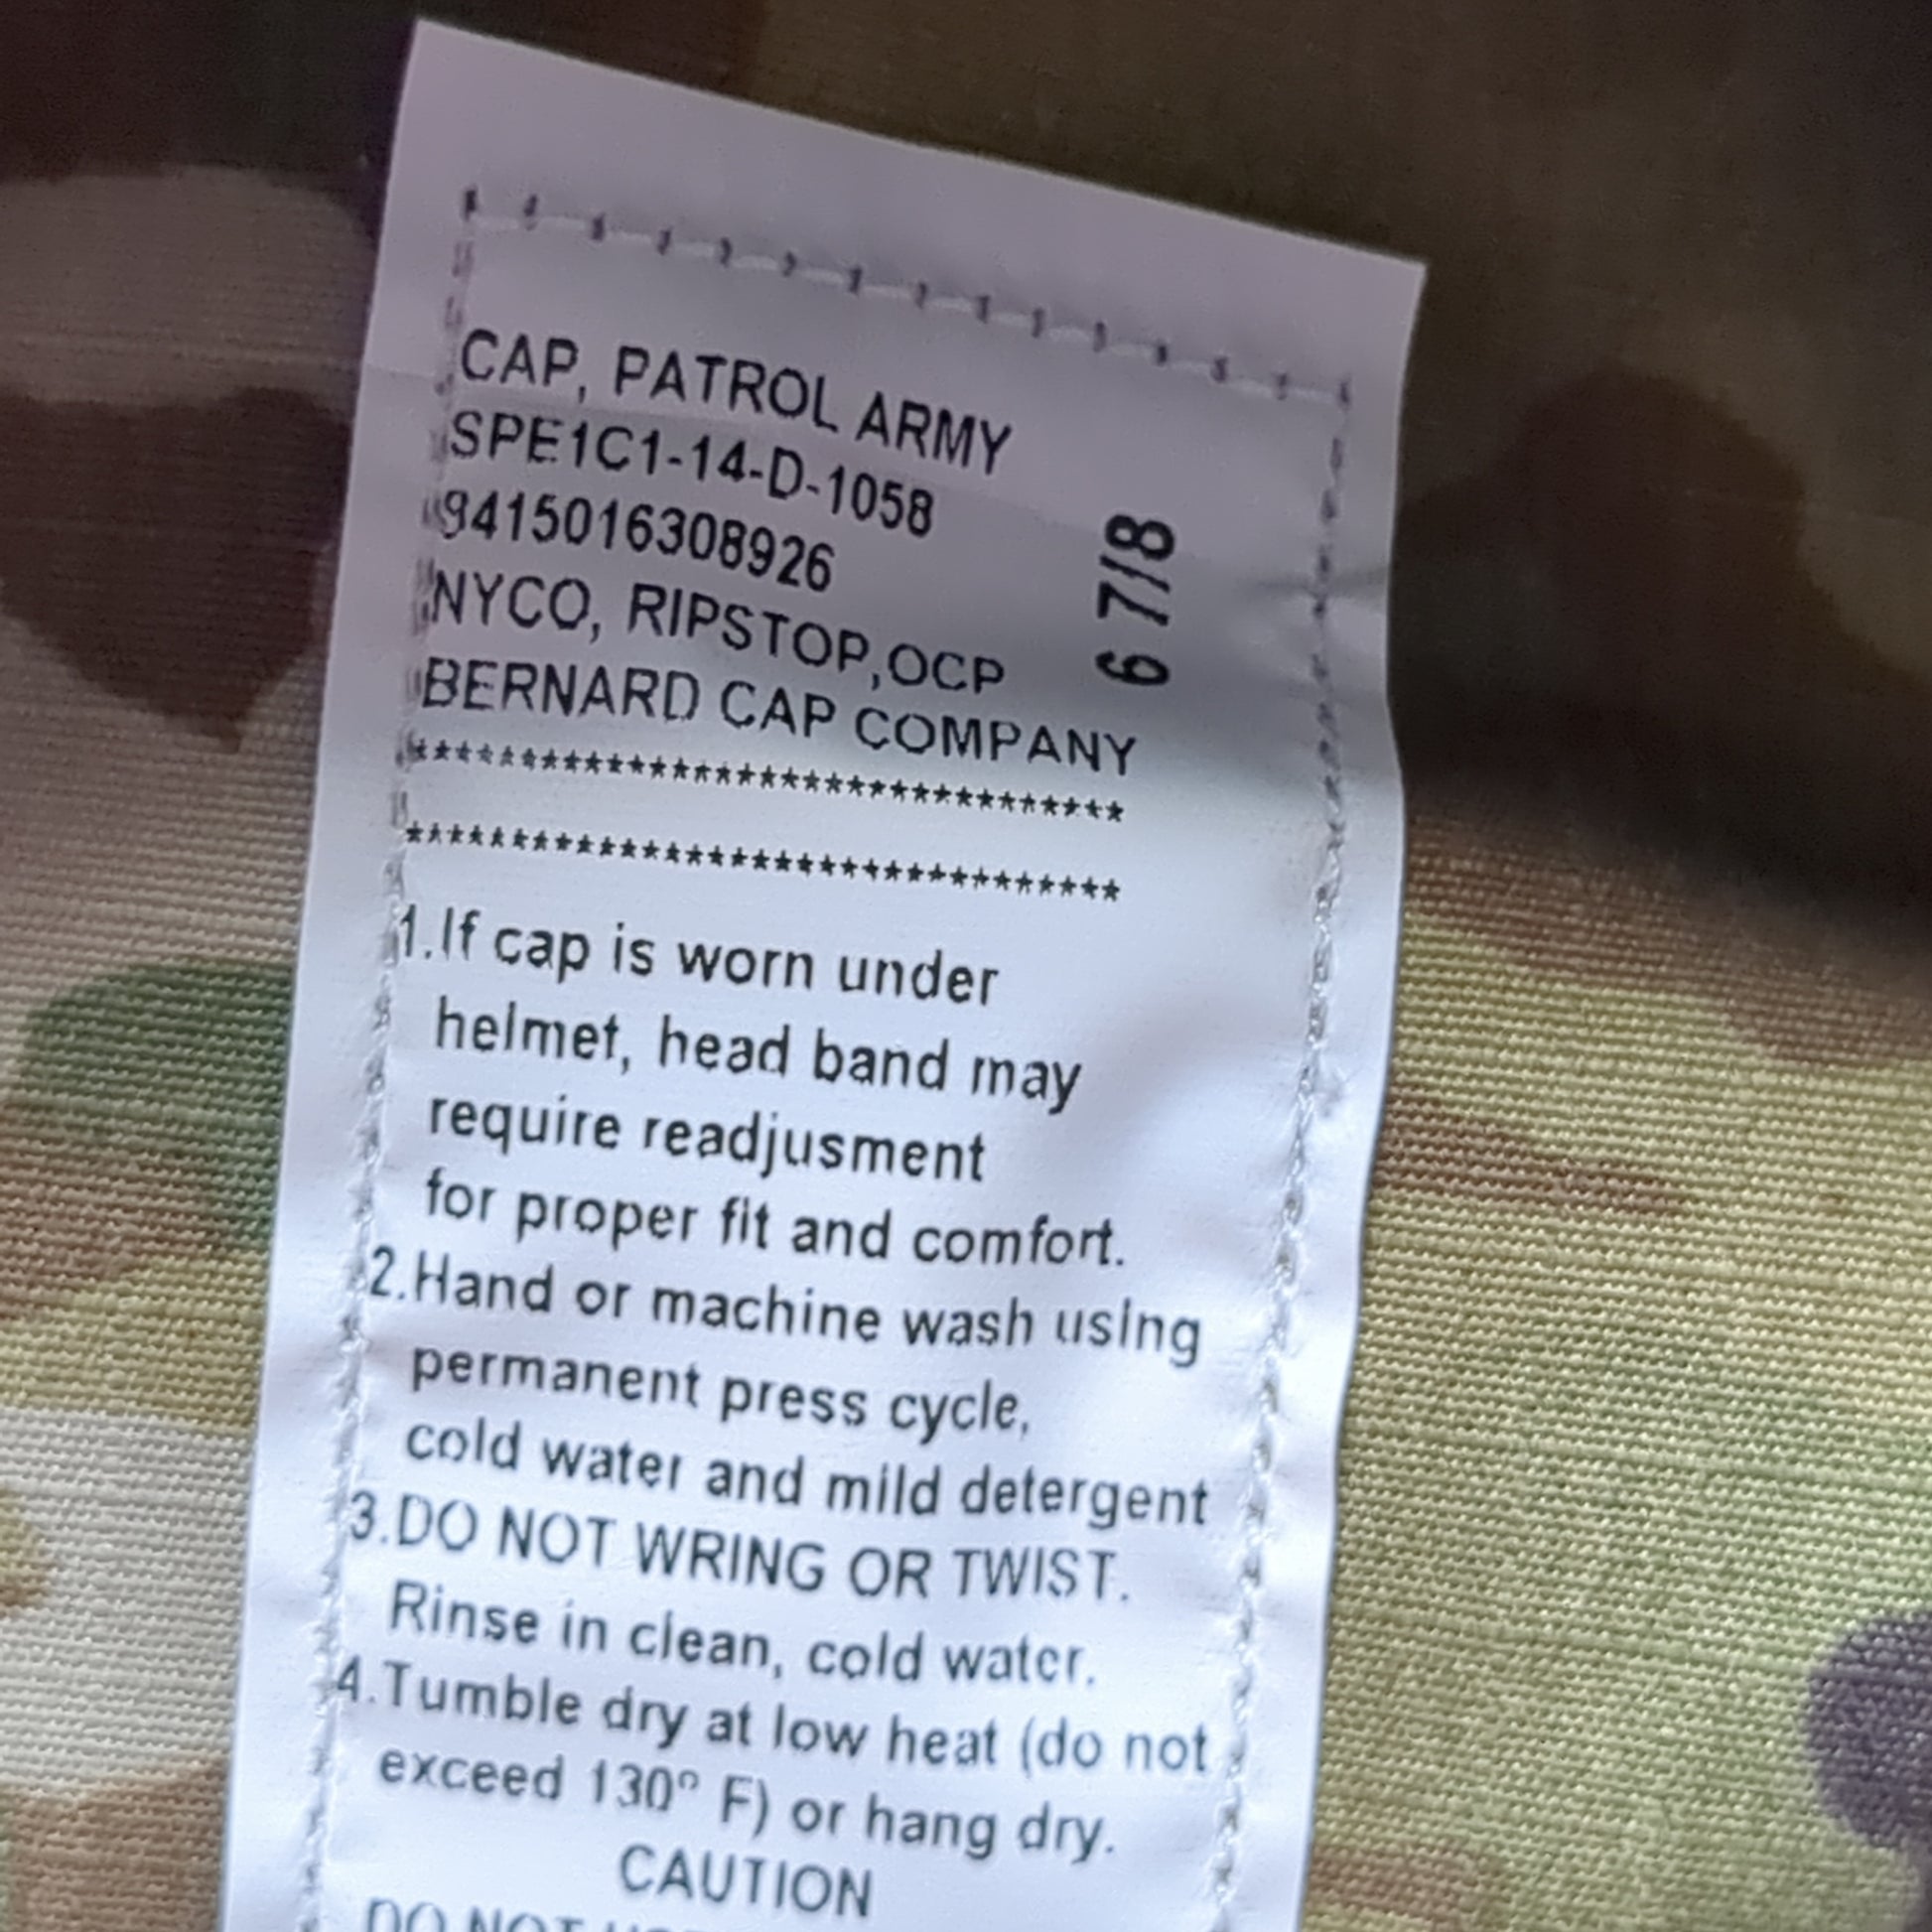 CAP, PATROL ARMY
SPE1C1-14-D-1058
9415016308926
NYCO, RIPSTOP,OCP
BERNARD CAP COMPANY
6 7/8
*********************************
*********************************
1.If cap is worn under
helmet, head band may
require readjusment
for proper fit and comfort.
2.Hand or machine wash using
permanent press cycle,
cold water and mild detergent
3.DO NOT WRING OR TWIST.
Rinse in clean, cold water.
4.Tumble dry at low heat (do not
exceed 130° F) or hang dry.
CAUTION
DO NOT